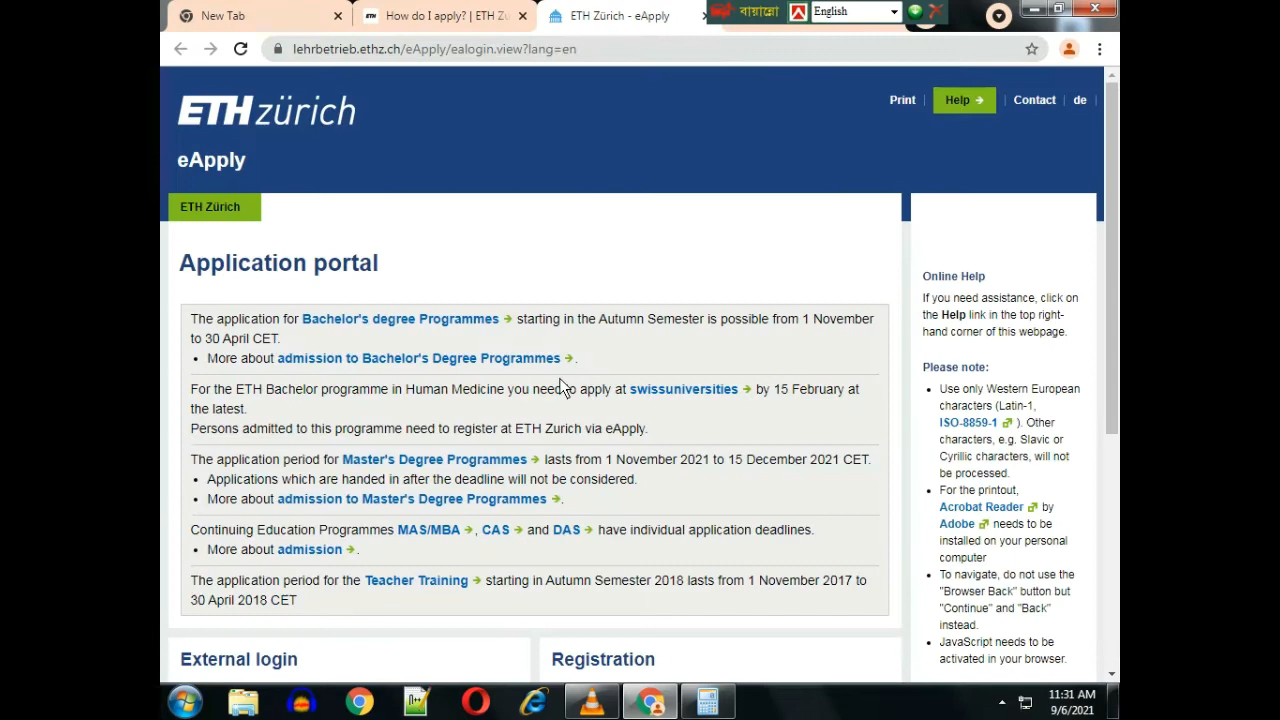 New Tab
ETH How do I apply? | ETH Zu
ETH Zürich - eApply
বায়ান্নো
English
lehrbetrieb.ethz.ch/eApply/ealogin.view?lang=en
ETH zürich
Print
Help
Contact
de
eApply
ETH Zürich
Application portal
The application for Bachelor's degree Programmes starting in the Autumn Semester is possible from 1 November
to 30 April CET.
• More about admission to Bachelor's Degree Programmes .
For the ETH Bachelor programme in Human Medicine you need to apply at swissuniversities by 15 February at
the latest.
Persons admitted to this programme need to register at ETH Zurich via eApply.
The application period for Master's Degree Programmes lasts from 1 November 2021 to 15 December 2021 CET.
• Applications which are handed in after the deadline will not be considered.
• More about admission to Master's Degree Programmes .
Continuing Education Programmes MAS/MBA , CAS and DAS have individual application deadlines.
• More about admission .
The application period for the Teacher Training starting in Autumn Semester 2018 lasts from 1 November 2017 to
30 April 2018 CET
External login
Registration
Online Help
If you need assistance, click on
the Help link in the top right-
hand corner of this webpage.
Please note:
• Use only Western European
characters (Latin-1,
ISO-8859-1 ). Other
characters, e.g. Slavic or
Cyrillic characters, will not
be processed.
• For the printout,
Acrobat Reader by
Adobe needs to be
installed on your personal
computer
• To navigate, do not use the
"Browser Back" button but
"Continue" and "Back"
instead.
• JavaScript needs to be
activated in your browser.
11:31 AM
9/6/2021